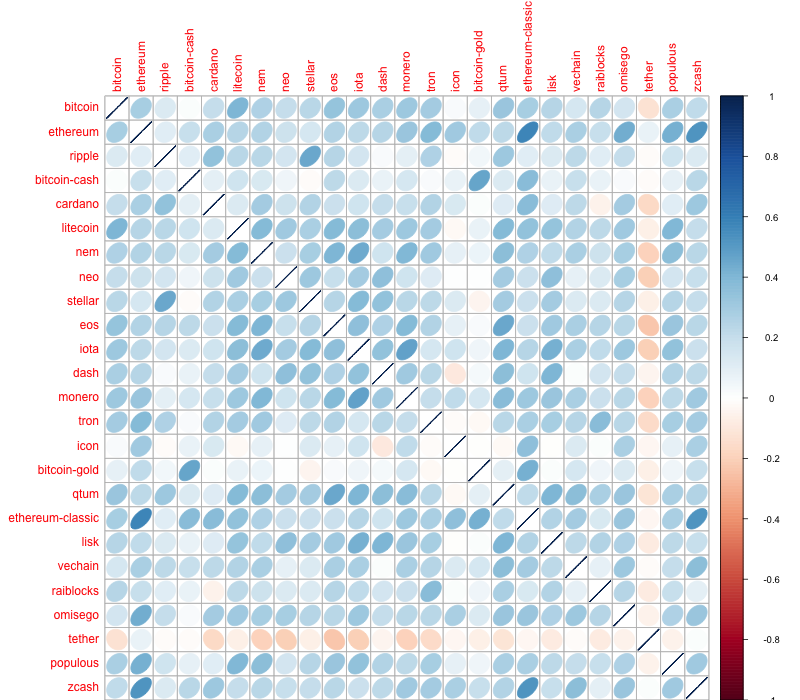 bitcoin
ethereum
ripple
bitcoin-cash
cardano
litecoin
nem
neo
stellar
eos
iota
dash
monero
tron
icon
bitcoin-gold
qtum
ethereum-classic
lisk
vechain
raiblocks
omisego
tether
populous
zcash
bitcoin
ethereum
ripple
bitcoin-cash
cardano
litecoin
nem
neo
stellar
eos
iota
dash
monero
tron
icon
bitcoin-gold
qtum
ethereum-classic
lisk
vechain
raiblocks
omisego
tether
populous
zcash
1
0.8
0.6
0.4
0.2
0
-0.2
-0.4
-0.6
-0.8